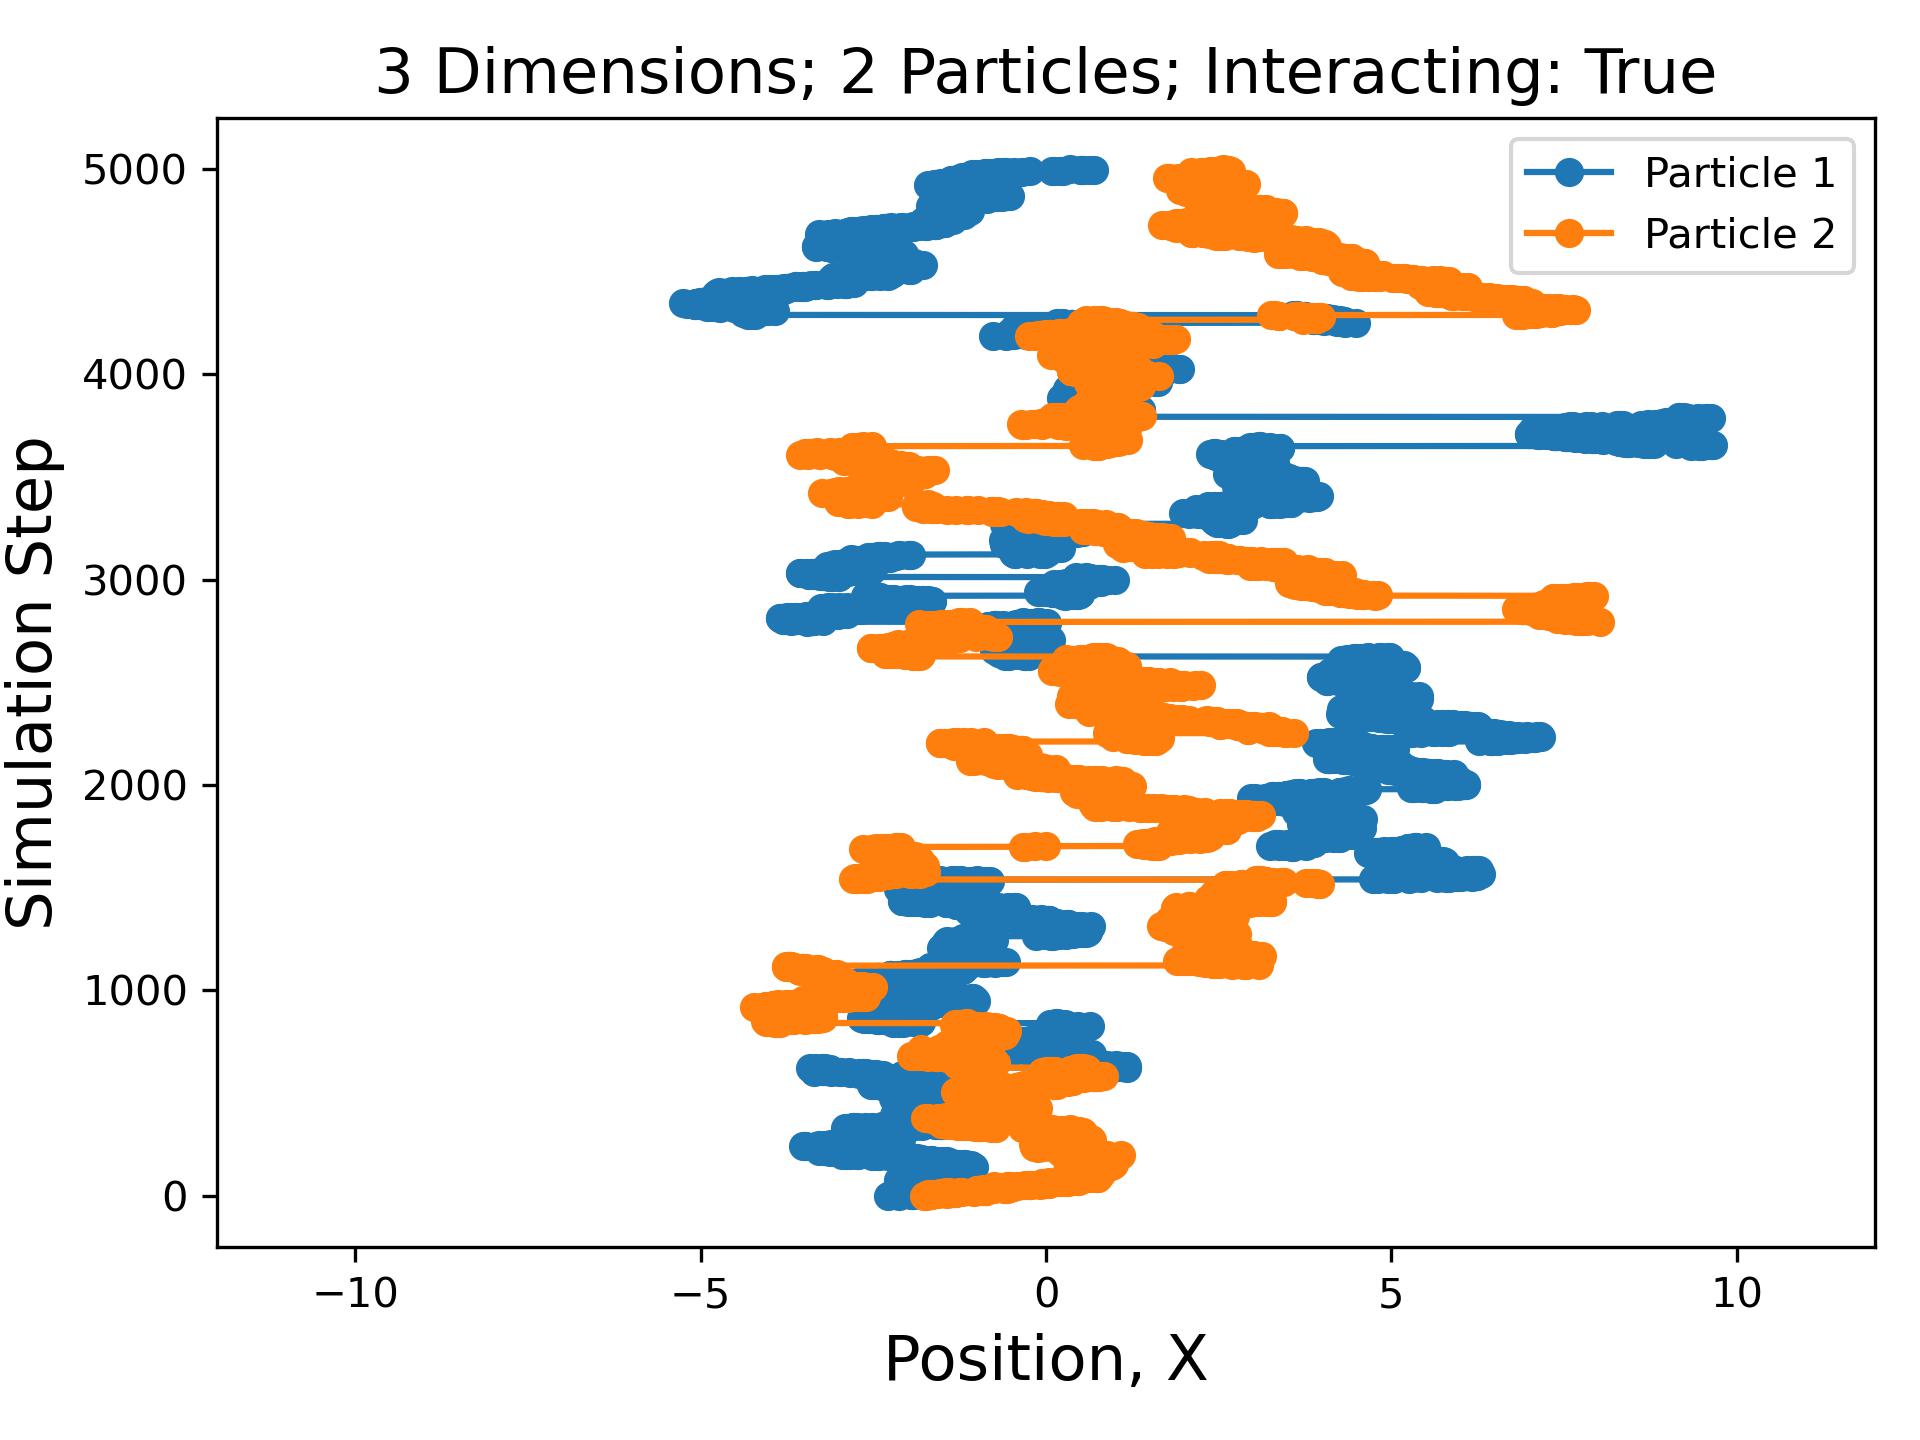 3 Dimensions; 2 Particles; Interacting: True
Particle 1
Particle 2
5000
4000
3000
2000
1000
0
Simulation Step
−10
−5
0
5
10
Position, X